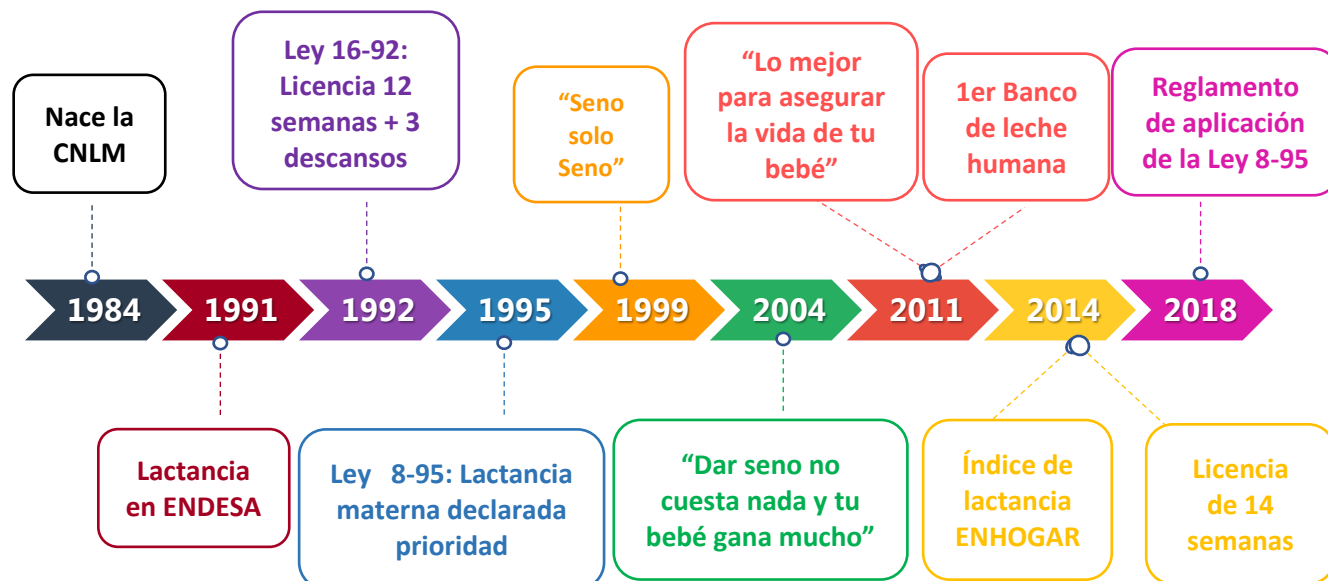 Nace la
CNLM
Ley 16-92:
Licencia 12
semanas + 3
descansos
“Seno
solo
Seno”
“Lo mejor
para asegurar
la vida de tu
bebé”
1er Banco
de leche
humana
Reglamento
de aplicación
de la Ley 8-95
1984
1991
1992
1995
1999
2004
2011
2014
2018
Lactancia
en ENDESA
Ley 8-95: Lactancia
materna declarada
prioridad
“Dar seno no
cuesta nada y tu
bebé gana mucho”
Índice de
lactancia
ENHOGAR
Licencia
de 14
semanas